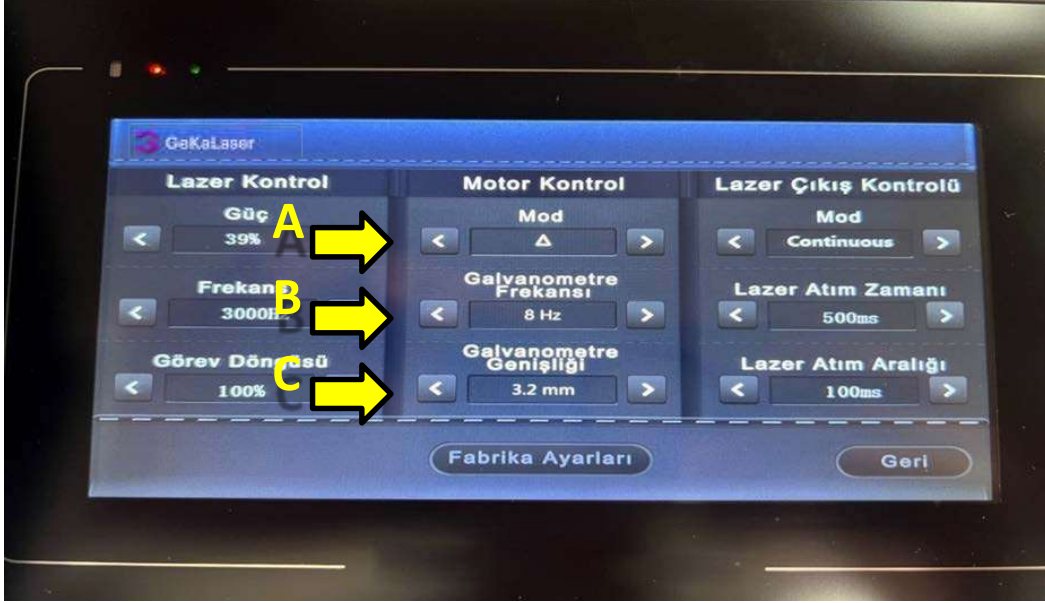 GeKaLaser
Lazer Kontrol
Güç
39%
Frekans
3000Hz
Görev Döngüsü
100%
A
B
C
Motor Kontrol
Mod
Δ
Galvanometre
Frekansı
8 Hz
Galvanometre
Genişliği
3.2 mm
Lazer Çıkış Kontrolü
Mod
Continuous
Lazer Atım Zamanı
500ms
Lazer Atım Aralığı
100ms
Fabrika Ayarları
Geri